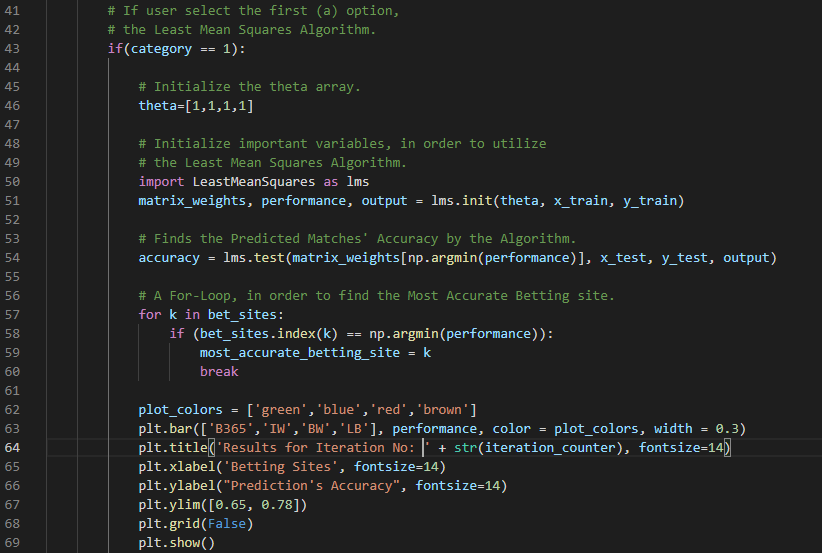 41 # If user select the first (a) option,
42 # the Least Mean Squares Algorithm.
43 if(category == 1):
44
45 # Initialize the theta array.
46 theta=[1,1,1,1]
47
48 # Initialize important variables, in order to utilize
49 # the Least Mean Squares Algorithm.
50 import LeastMeanSquares as lms
51 matrix_weights, performance, output = lms.init(theta, x_train, y_train)
52
53 # Finds the Predicted Matches' Accuracy by the Algorithm.
54 accuracy = lms.test(matrix_weights[np.argmin(performance)], x_test, y_test, output)
55
56 # A For-Loop, in order to find the Most Accurate Betting site.
57 for k in bet_sites:
58 if (bet_sites.index(k) == np.argmin(performance)):
59 most_accurate_betting_site = k
60 break
61
62 plot_colors = ['green','blue','red','brown']
63 plt.bar(['B365','IW','BW','LB'], performance, color = plot_colors, width = 0.3)
64 plt.title('Results for Iteration No: ' + str(iteration_counter), fontsize=14)
65 plt.xlabel('Betting Sites', fontsize=14)
66 plt.ylabel("Prediction's Accuracy", fontsize=14)
67 plt.ylim([0.65, 0.78])
68 plt.grid(False)
69 plt.show()